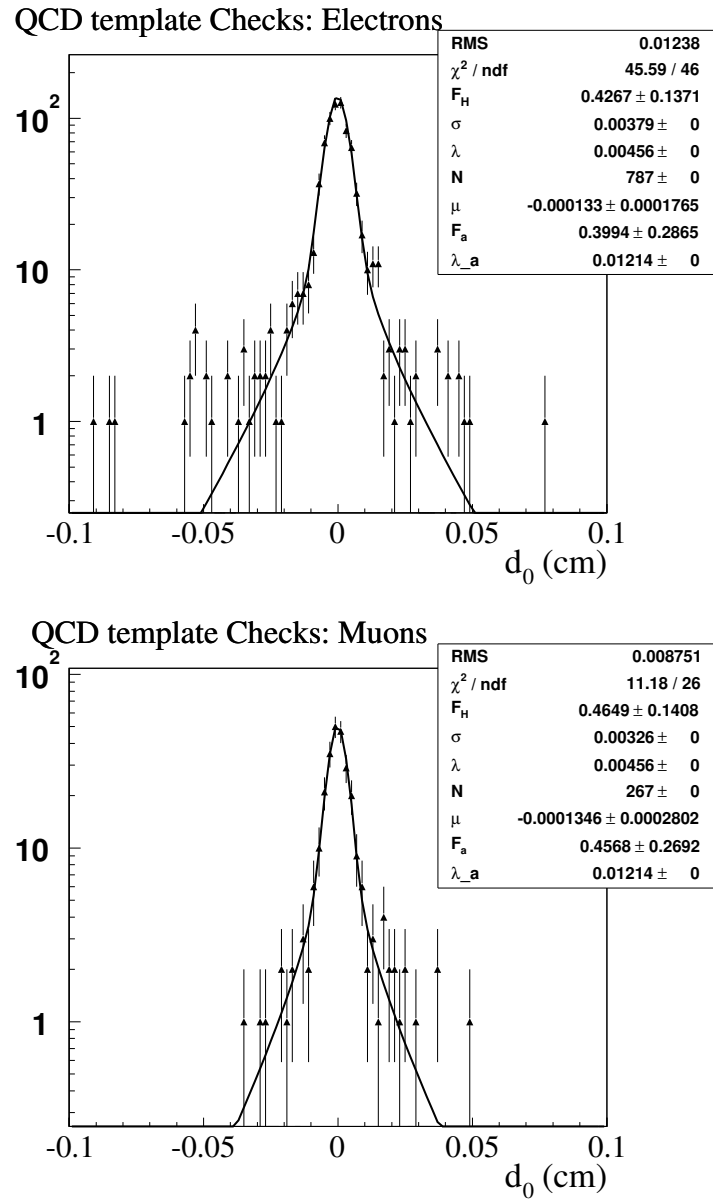 QCD template Checks: Electrons
RMS 0.01238
χ² / ndf 45.59 / 46
F_H 0.4267 ± 0.1371
σ 0.00379 ± 0
λ 0.00456 ± 0
N 787 ± 0
μ -0.000133 ± 0.0001765
F_a 0.3994 ± 0.2865
λ_a 0.01214 ± 0
10²
10
1
-0.1 -0.05 0 0.05 0.1
d₀ (cm)
QCD template Checks: Muons
RMS 0.008751
χ² / ndf 11.18 / 26
F_H 0.4649 ± 0.1408
σ 0.00326 ± 0
λ 0.00456 ± 0
N 267 ± 0
μ -0.0001346 ± 0.0002802
F_a 0.4568 ± 0.2692
λ_a 0.01214 ± 0
10²
10
1
-0.1 -0.05 0 0.05 0.1
d₀ (cm)